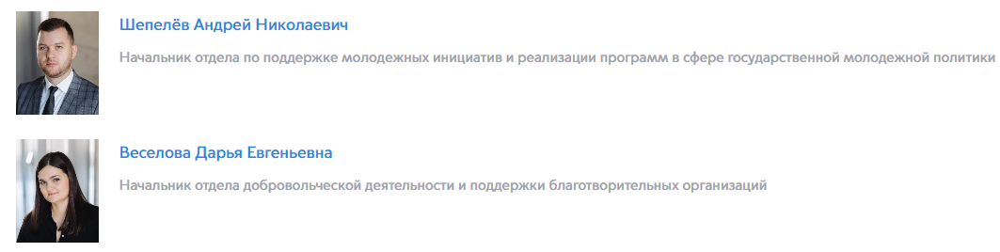 Шепелёв Андрей Николаевич
Начальник отдела по поддержке молодежных инициатив и реализации программ в сфере государственной молодежной политики
Веселова Дарья Евгеньевна
Начальник отдела добровольческой деятельности и поддержки благотворительных организаций